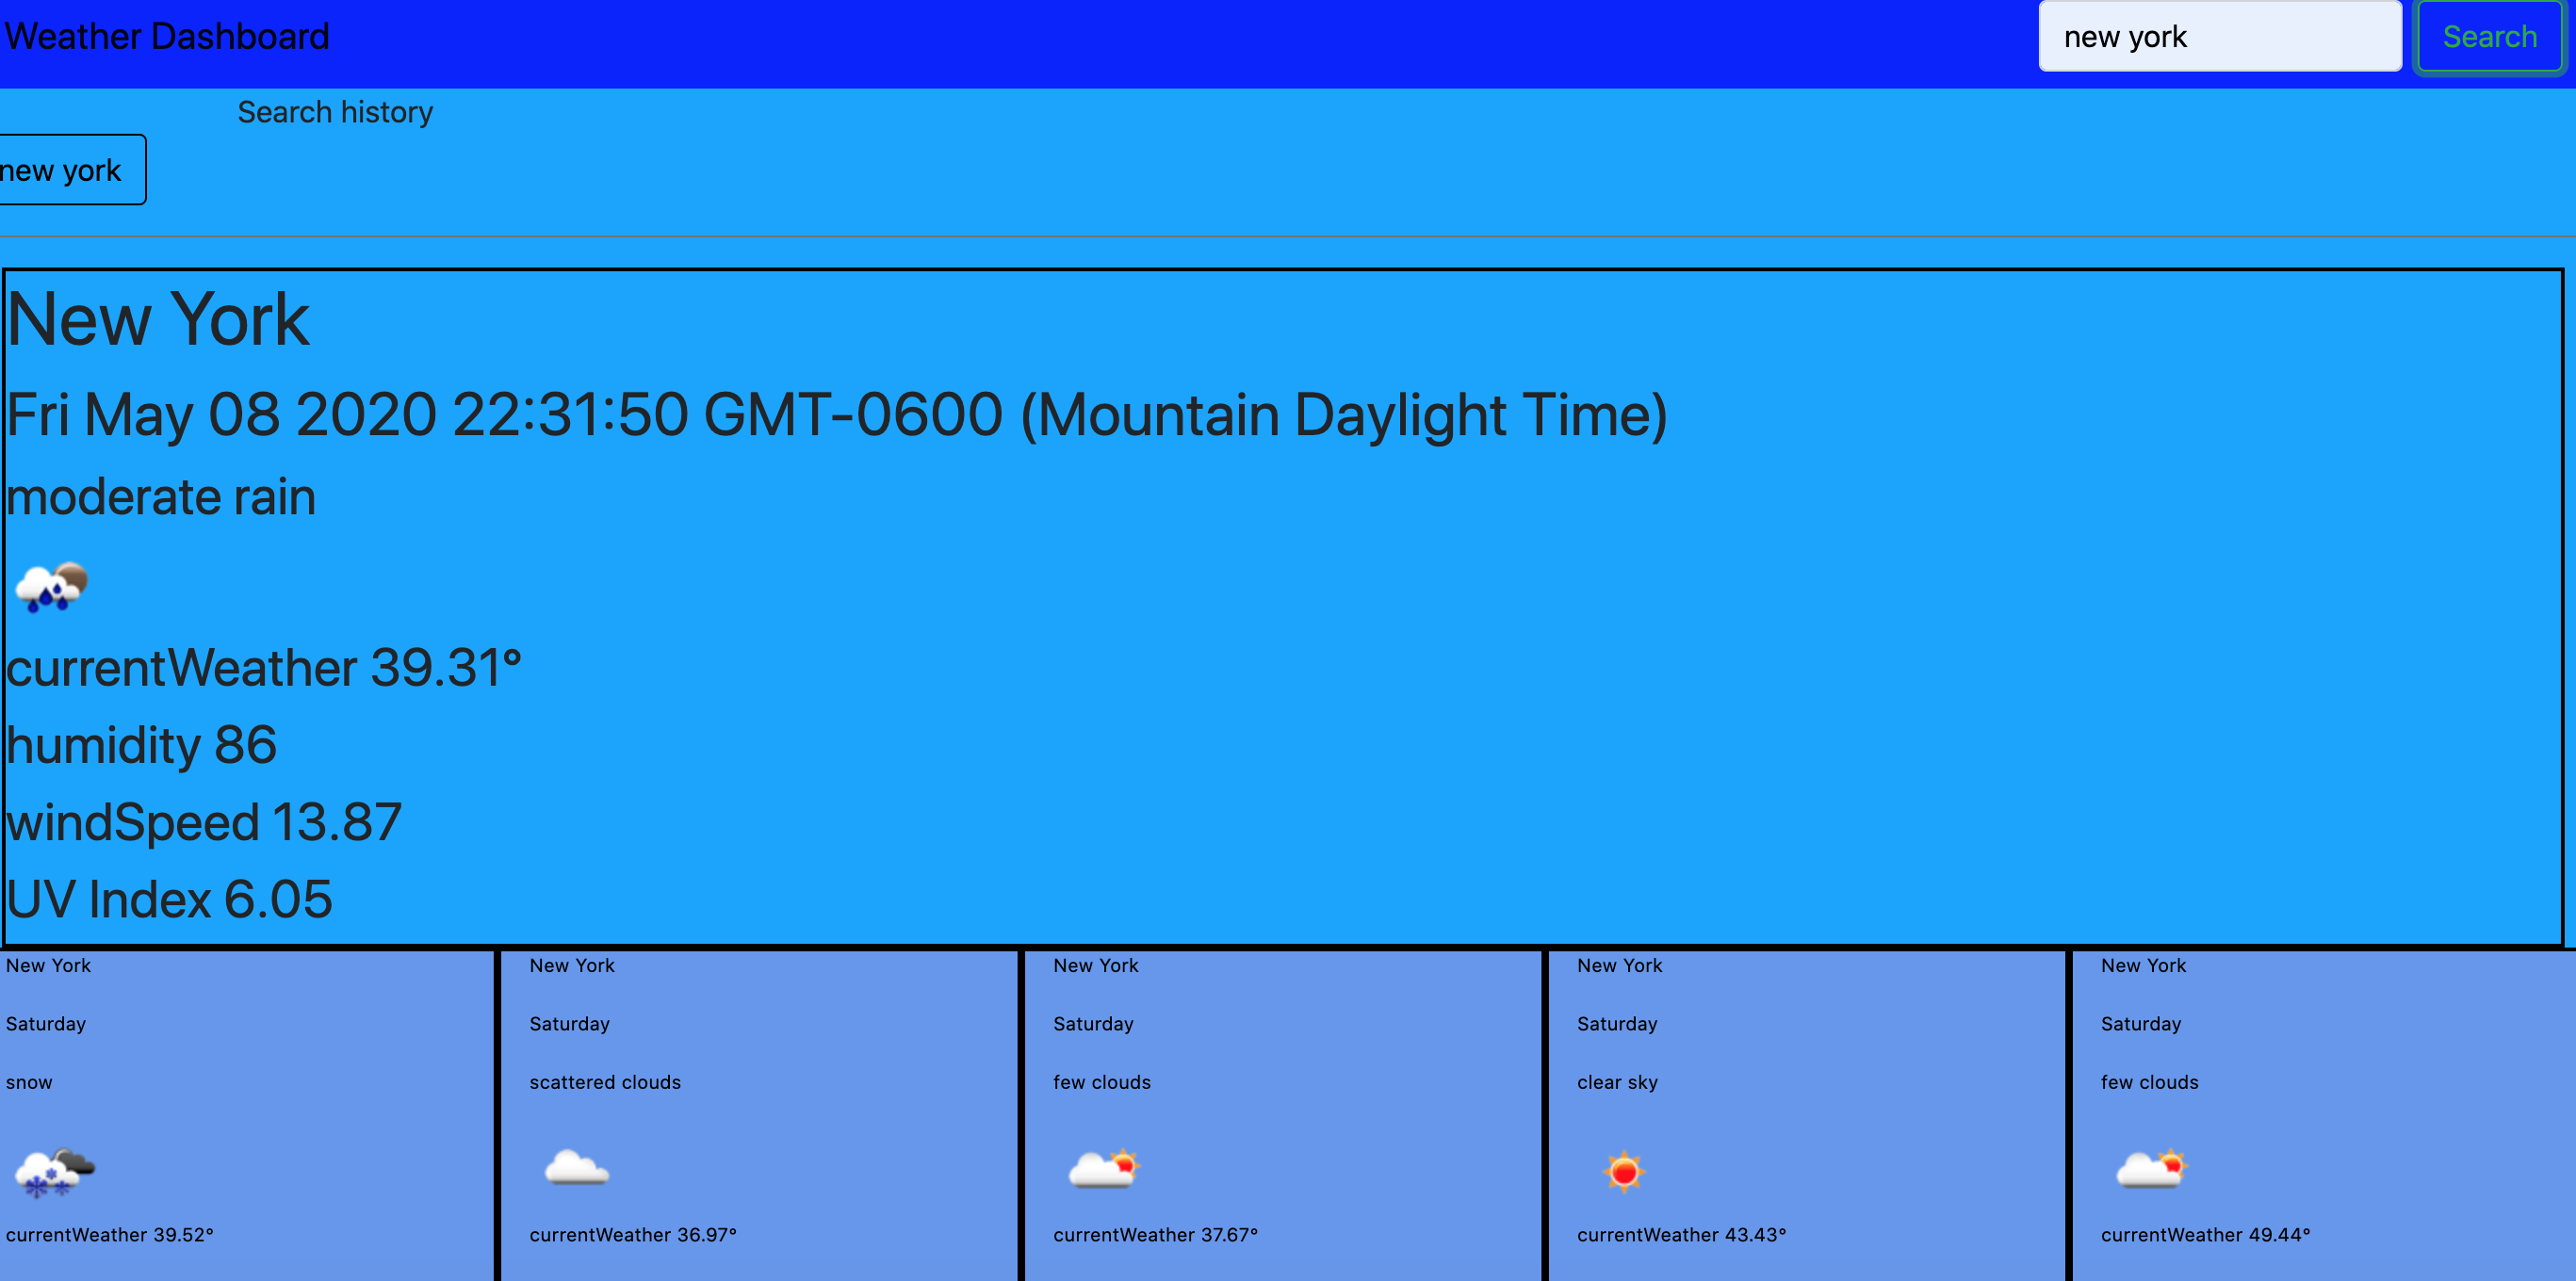 Weather Dashboard
new york
Search
Search history
new york
New York
Fri May 08 2020 22:31:50 GMT-0600 (Mountain Daylight Time)
moderate rain
currentWeather 39.31°
humidity 86
windSpeed 13.87
UV Index 6.05
New York
Saturday
snow
currentWeather 39.52°
New York
Saturday
scattered clouds
currentWeather 36.97°
New York
Saturday
few clouds
currentWeather 37.67°
New York
Saturday
clear sky
currentWeather 43.43°
New York
Saturday
few clouds
currentWeather 49.44°